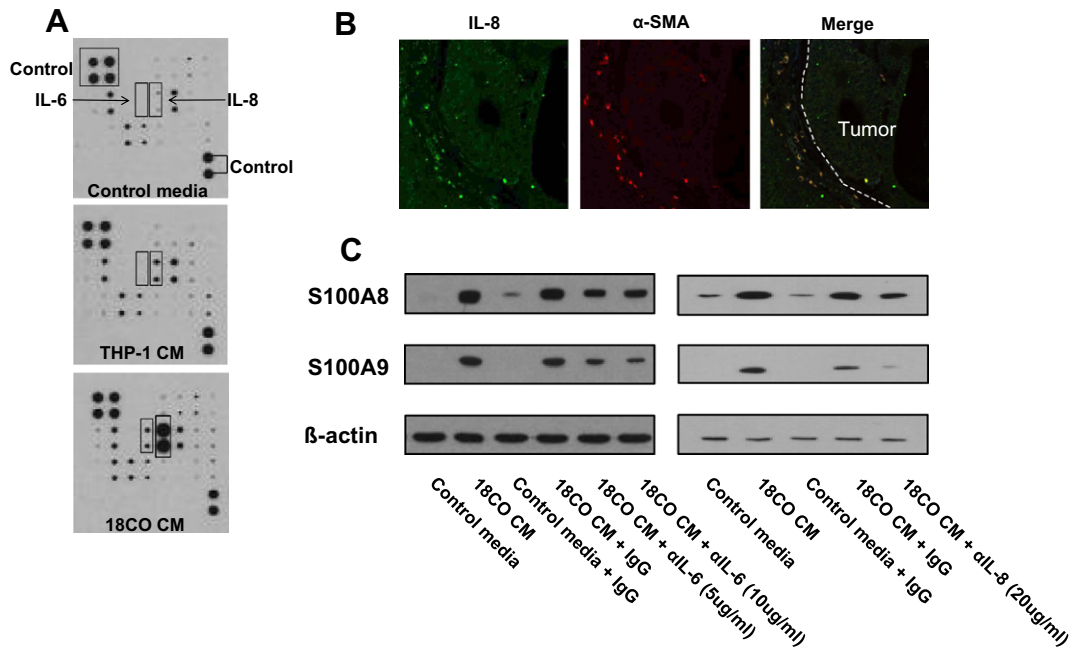 A
Control
IL-6
IL-8
Control
Control media
THP-1 CM
18CO CM
B
IL-8
α-SMA
Merge
Tumor
C
S100A8
S100A9
ß-actin
Control media
18CO CM
Control media + IgG
18CO CM + IgG
18CO CM + αIL-6 (5ug/ml)
18CO CM + αIL-6 (10ug/ml)
Control media
18CO CM
Control media + IgG
18CO CM + IgG
18CO CM + αIL-8 (20ug/ml)